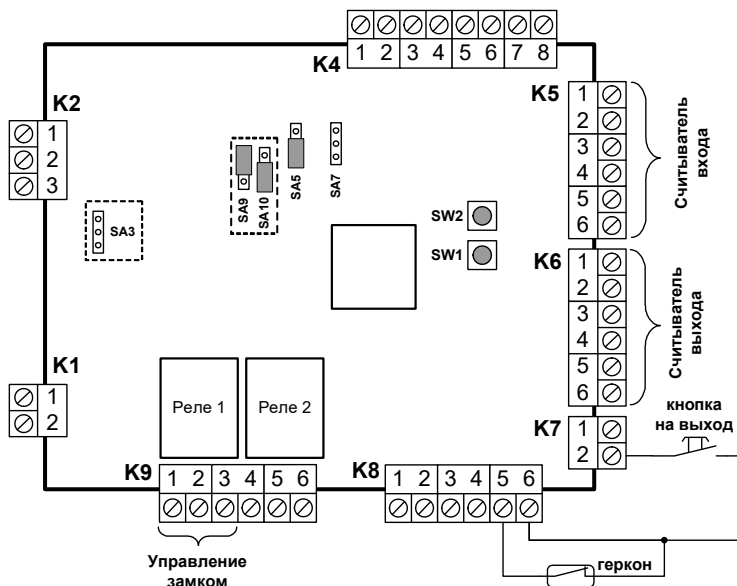 K4
1 2 3 4 5 6 7 8
K2
1
2
3
SA3
SA9
SA10
SA5
SA7
SW2
SW1
K5
1
2
3
4
5
6
Считыватель
входа
K6
1
2
3
4
5
6
Считыватель
выхода
K1
1
2
Реле 1
Реле 2
K7
1
2
кнопка
на выход
K9
1 2 3 4 5 6
K8
1 2 3 4 5 6
Управление
замком
геркон